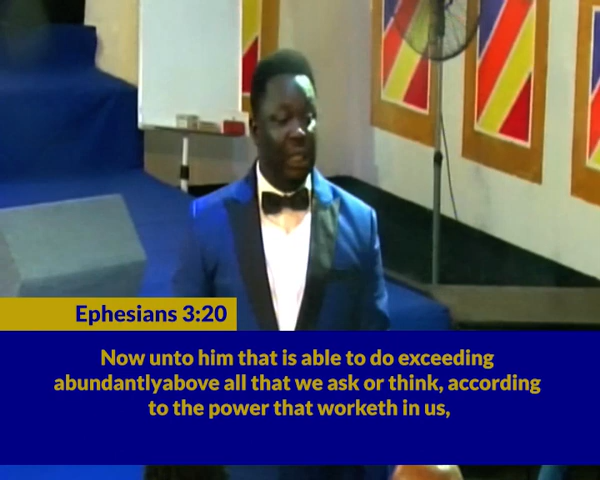 Ephesians 3:20
Now unto him that is able to do exceeding
abundantlyabove all that we ask or think, according
to the power that worketh in us,